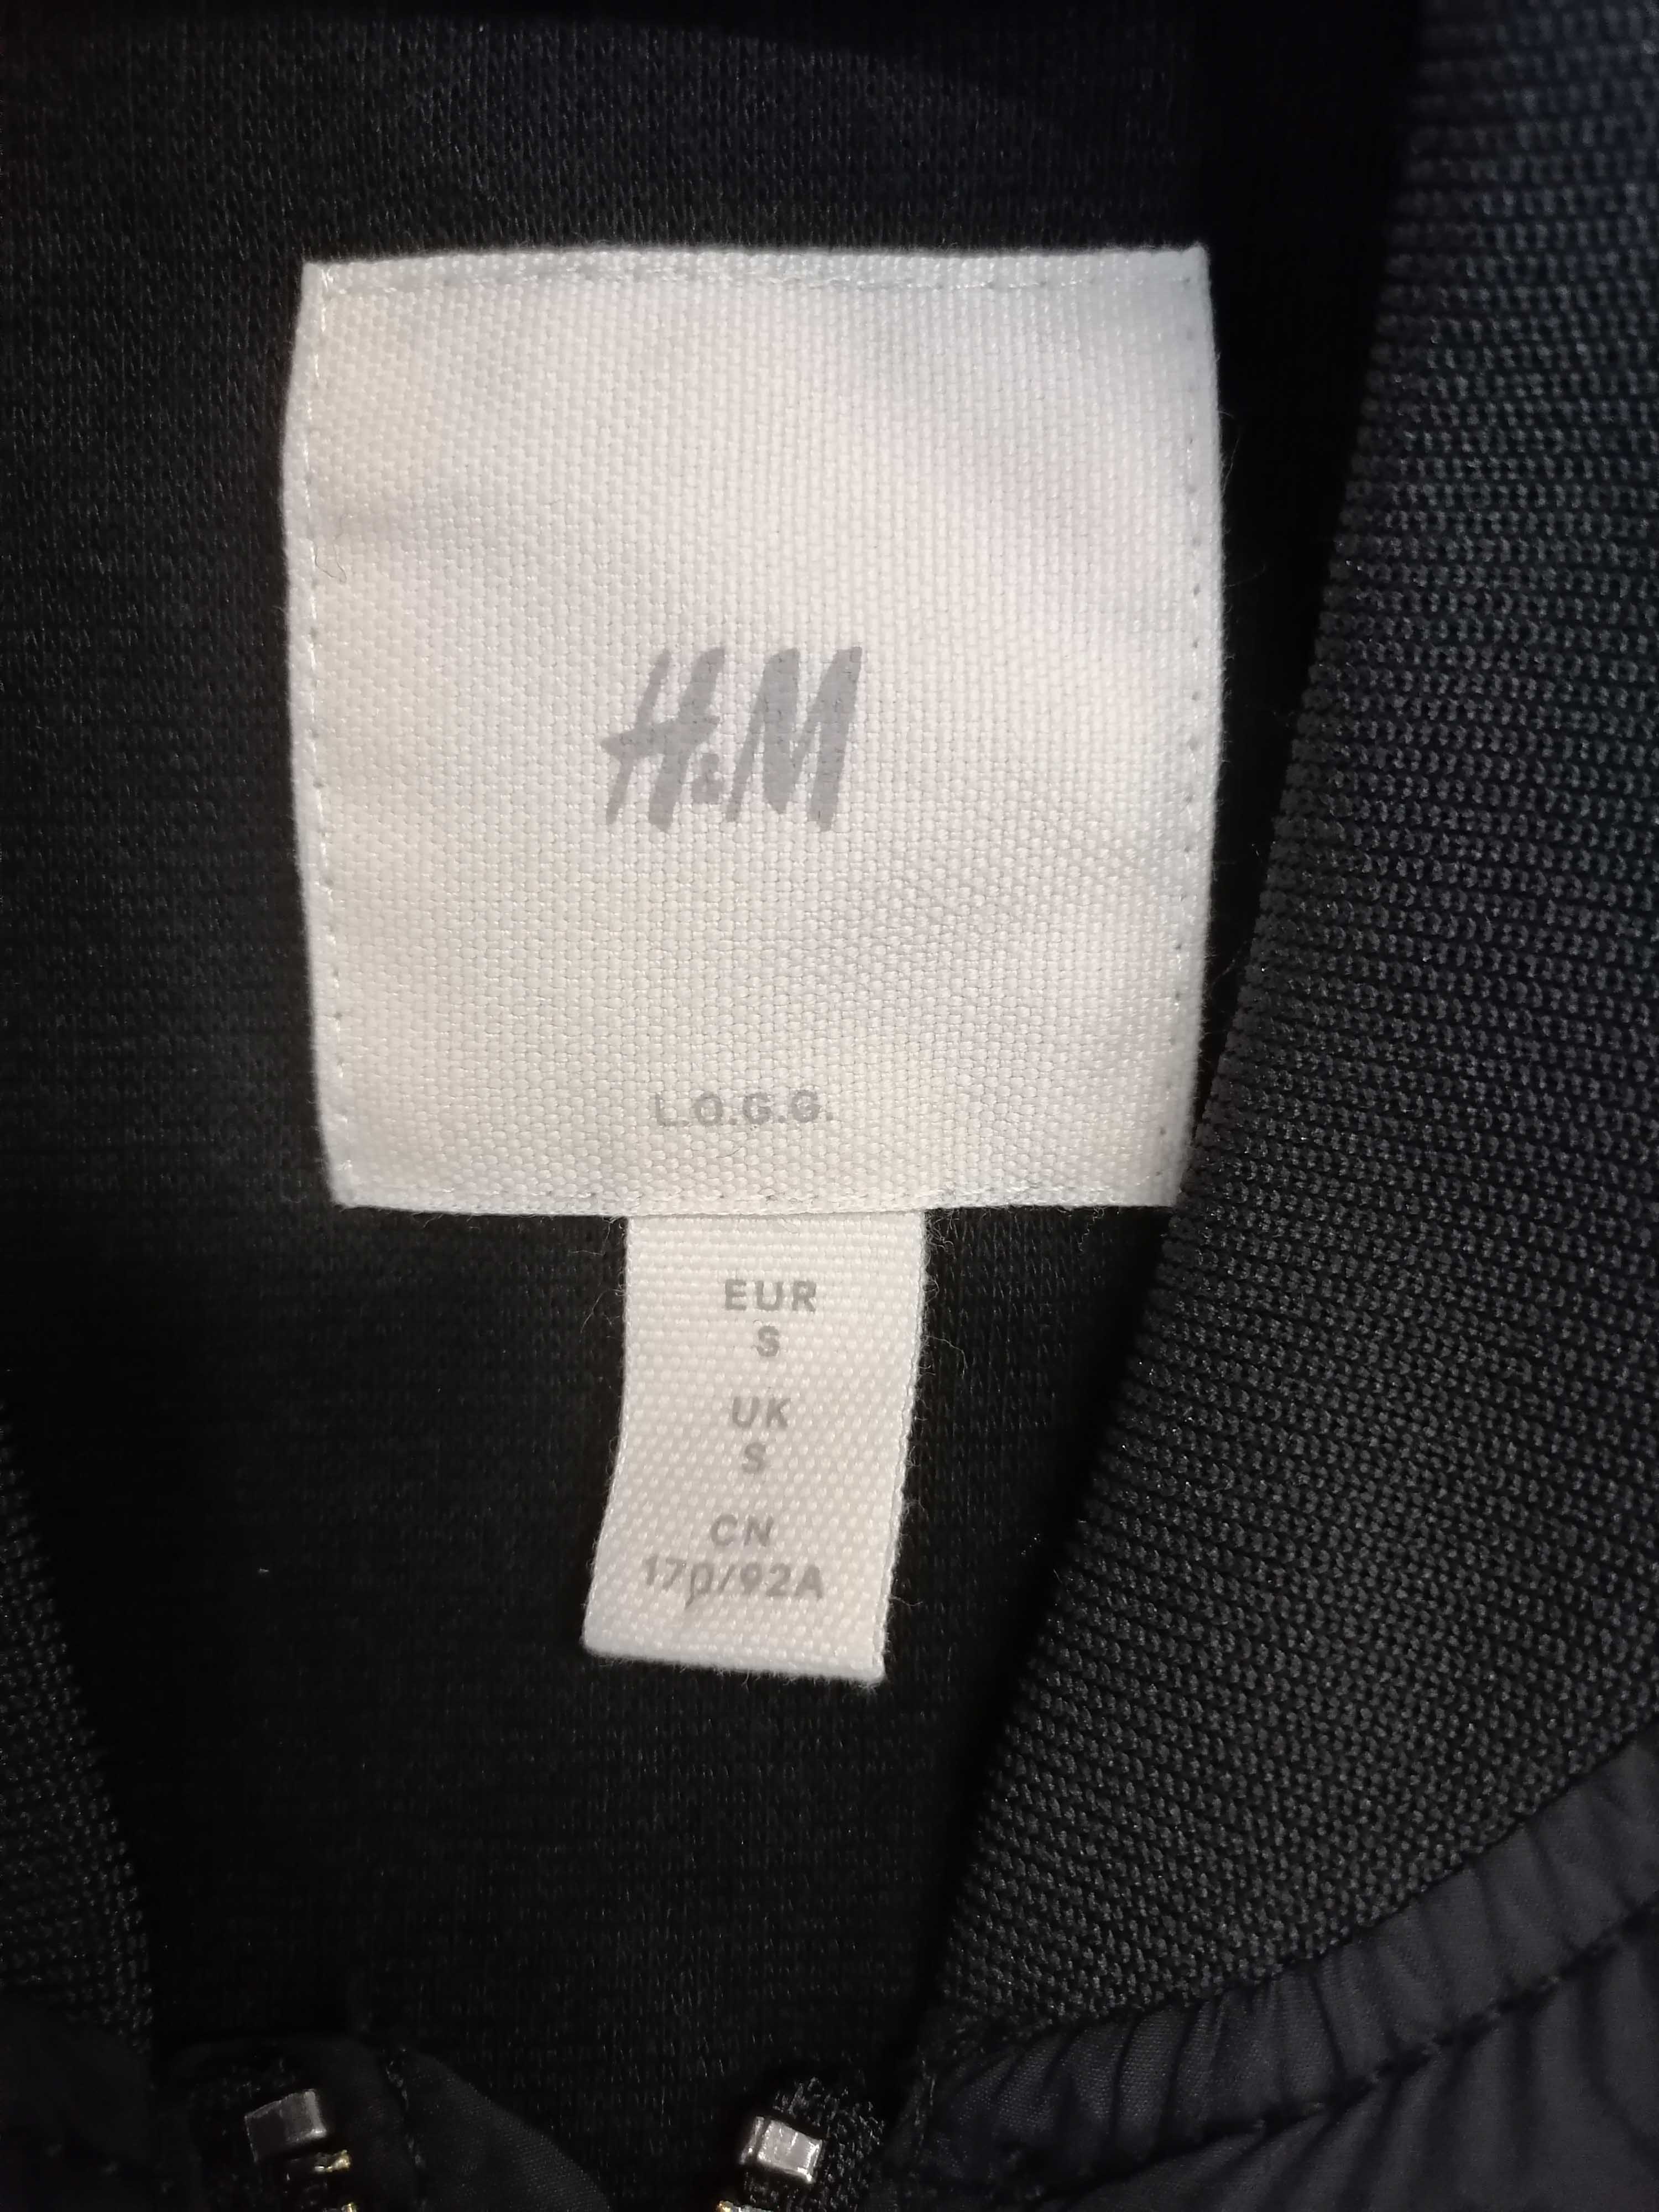 H&M
L.O.G.G.
EUR
S
UK
S
CN
170/92A